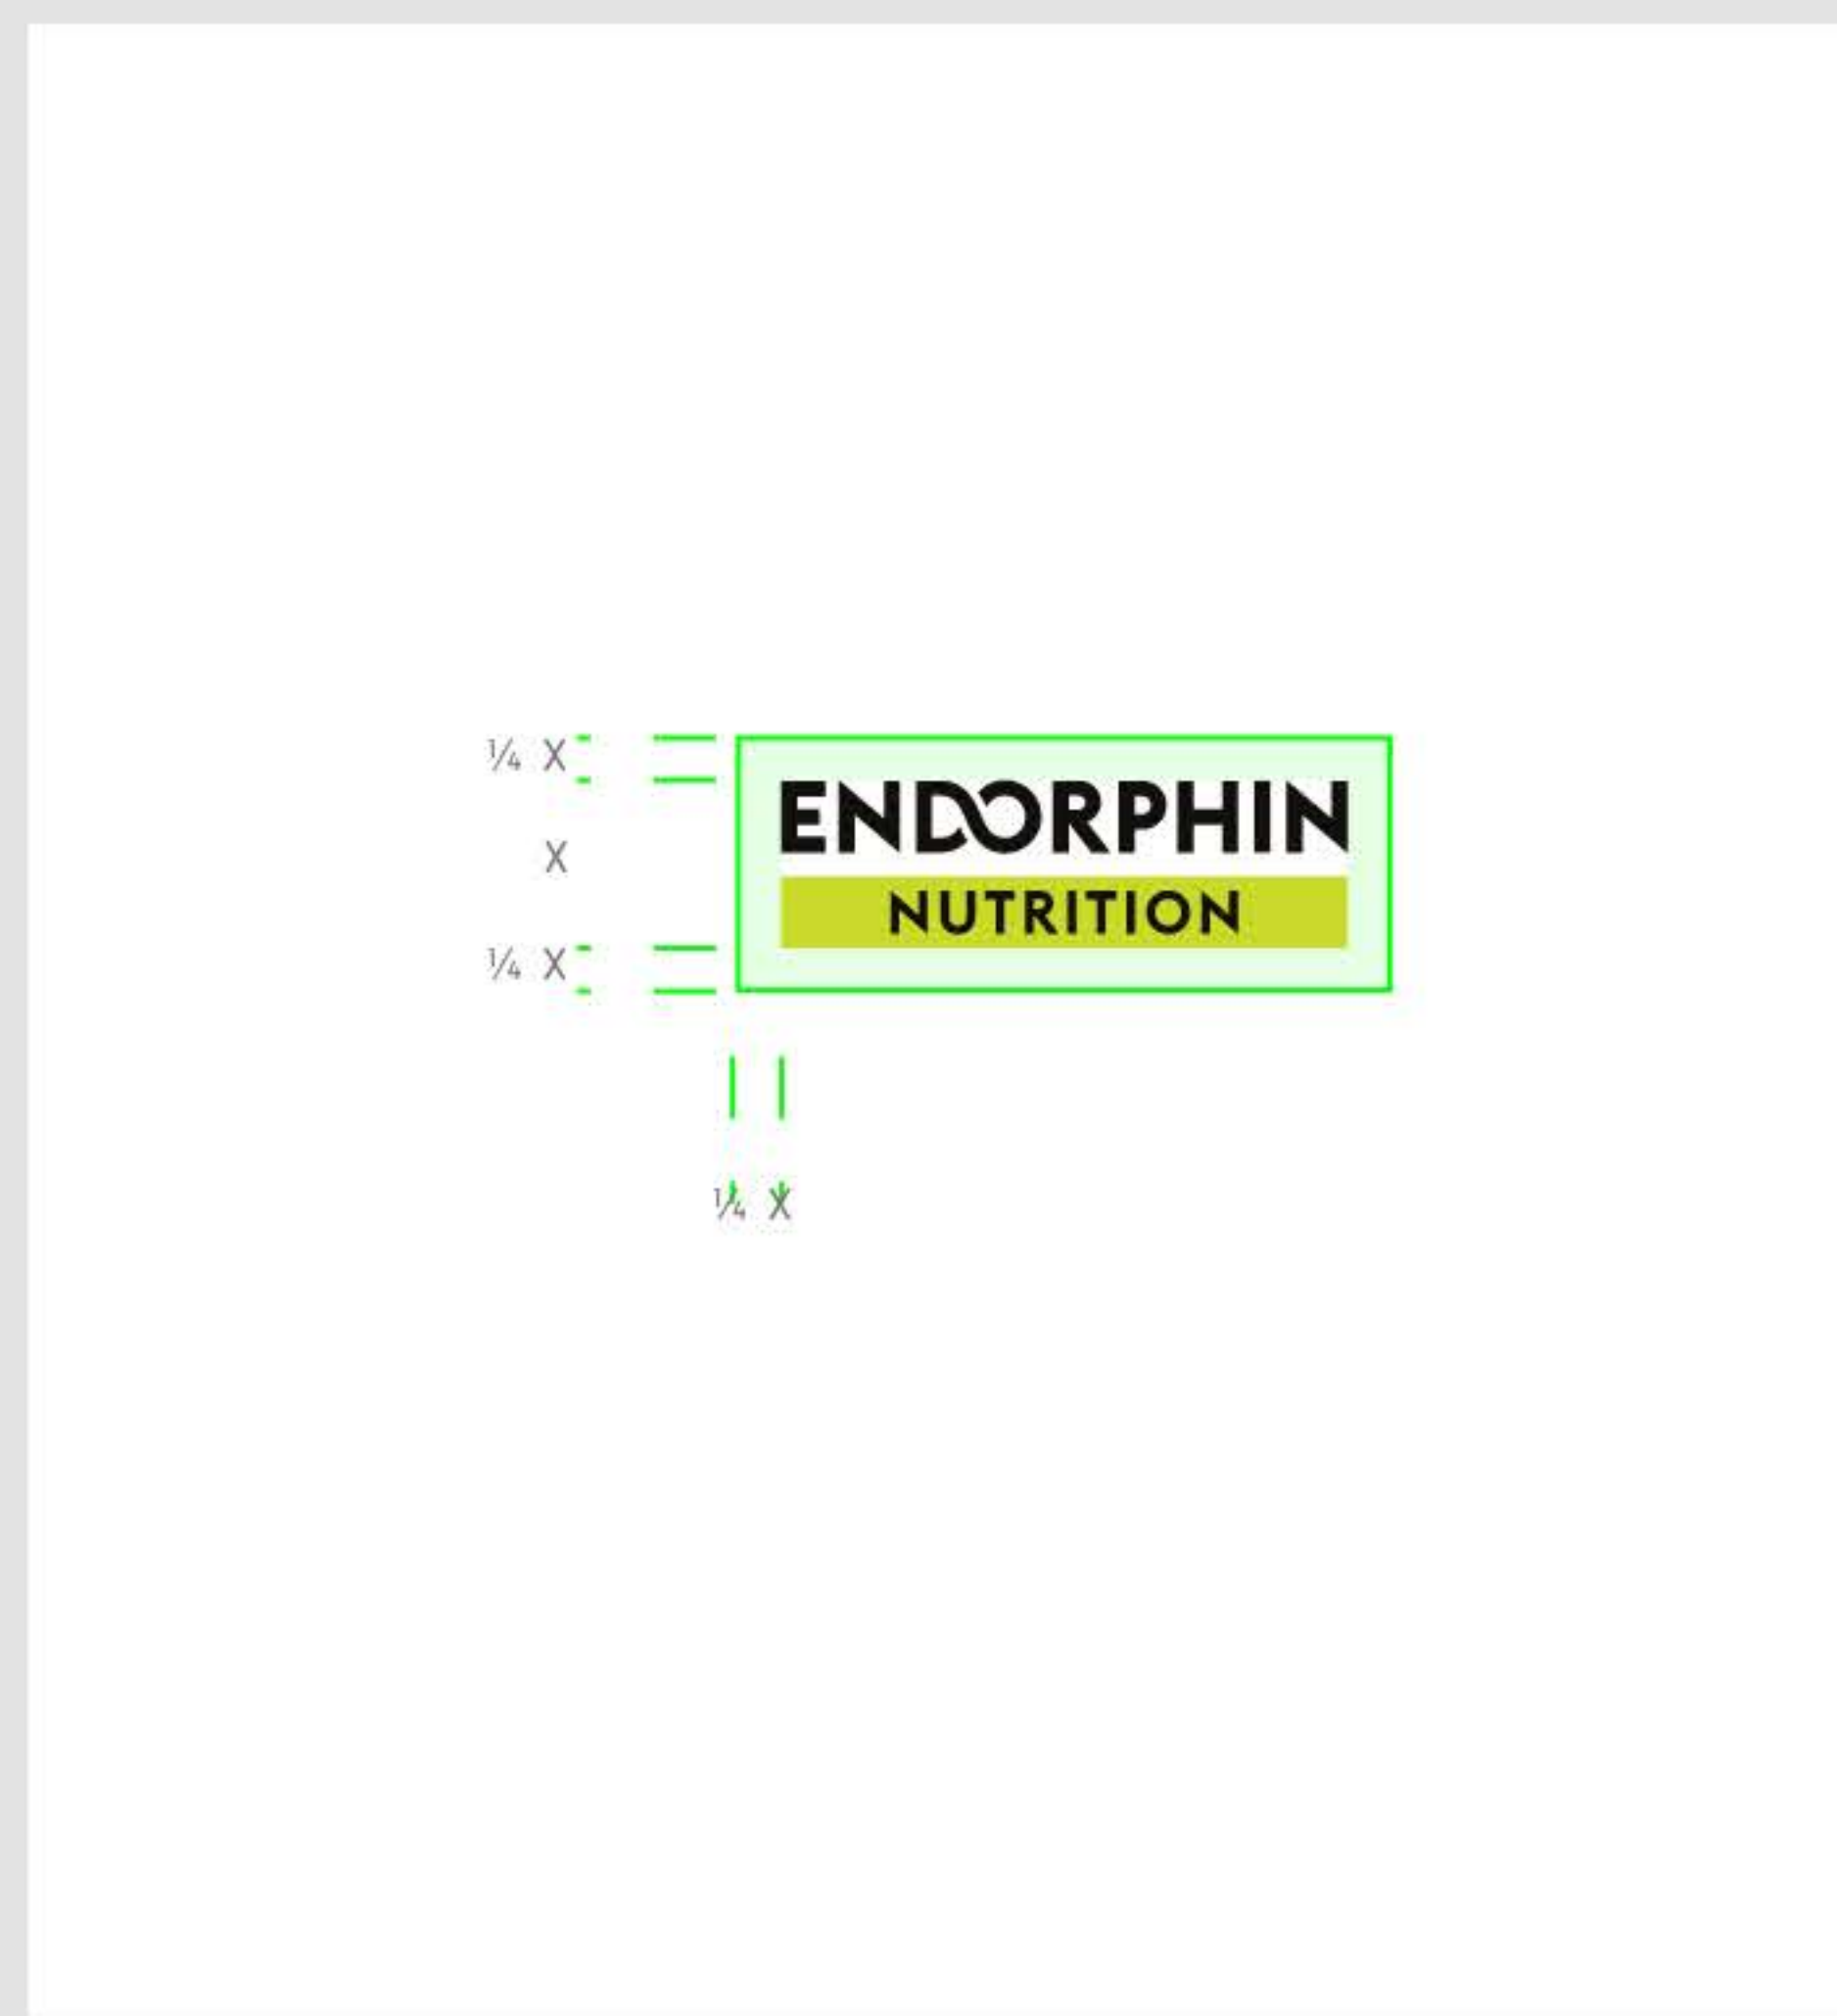 ¼ X
ENDORPHIN
X
NUTRITION
¼ X
¼ X